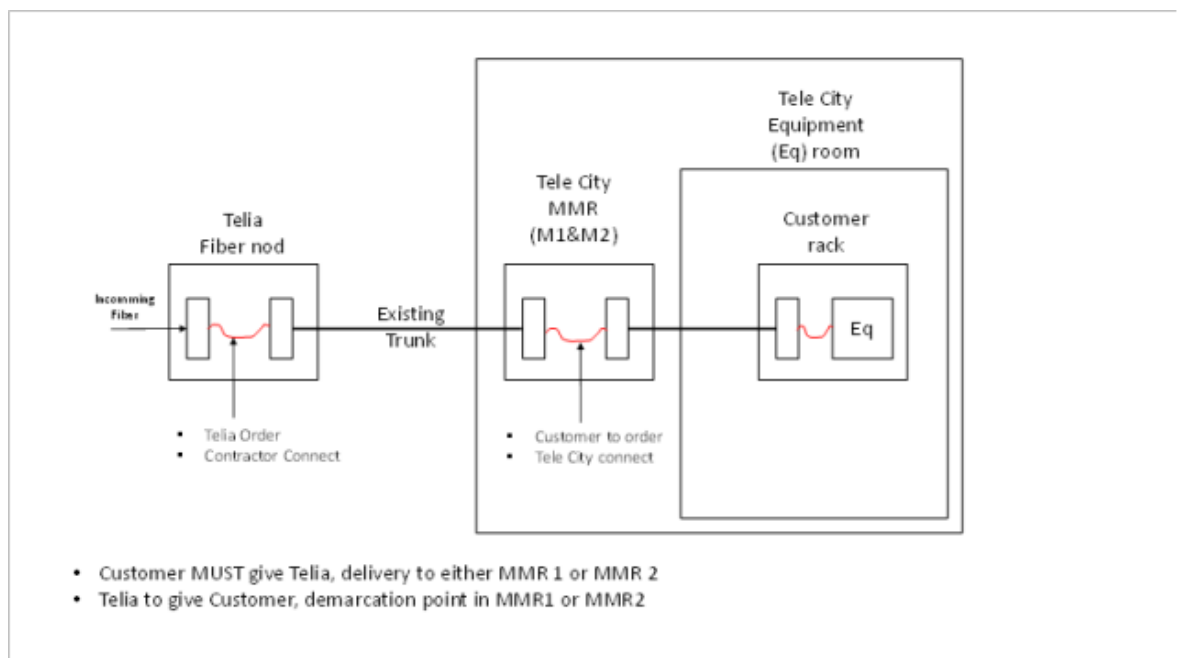 Tele City
Equipment
(Eq) room
Tele City
MMR
(M1&M2)
Customer
rack
Telia
Fiber nod
Incomming
Fiber
Existing
Trunk
Eq
▪ Telia Order
▪ Contractor Connect
▪ Customer to order
▪ Tele City connect
• Customer MUST give Telia, delivery to either MMR 1 or MMR 2
• Telia to give Customer, demarcation point in MMR1 or MMR2